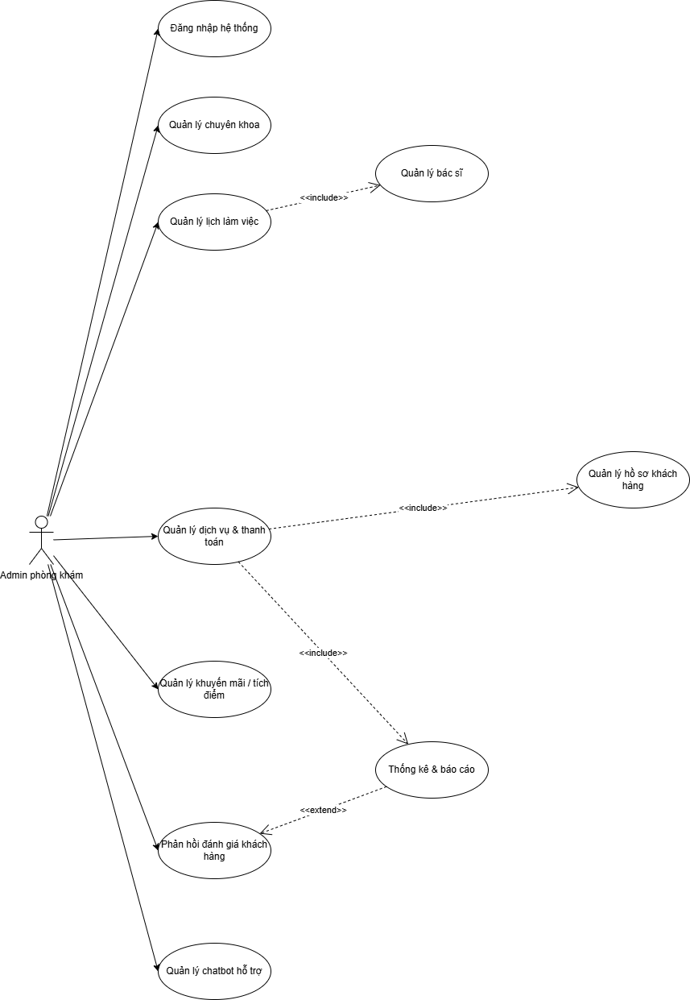 Đăng nhập hệ thống
Quản lý chuyên khoa
Quản lý bác sĩ
<<include>>
Quản lý lịch làm việc
Quản lý hồ sơ khách
hàng
<<include>>
Quản lý dịch vụ & thanh
toán
Admin phòng khám
<<include>>
Quản lý khuyến mãi / tích
điểm
Thống kê & báo cáo
<<extend>>
Phản hồi đánh giá khách
hàng
Quản lý chatbot hỗ trợ